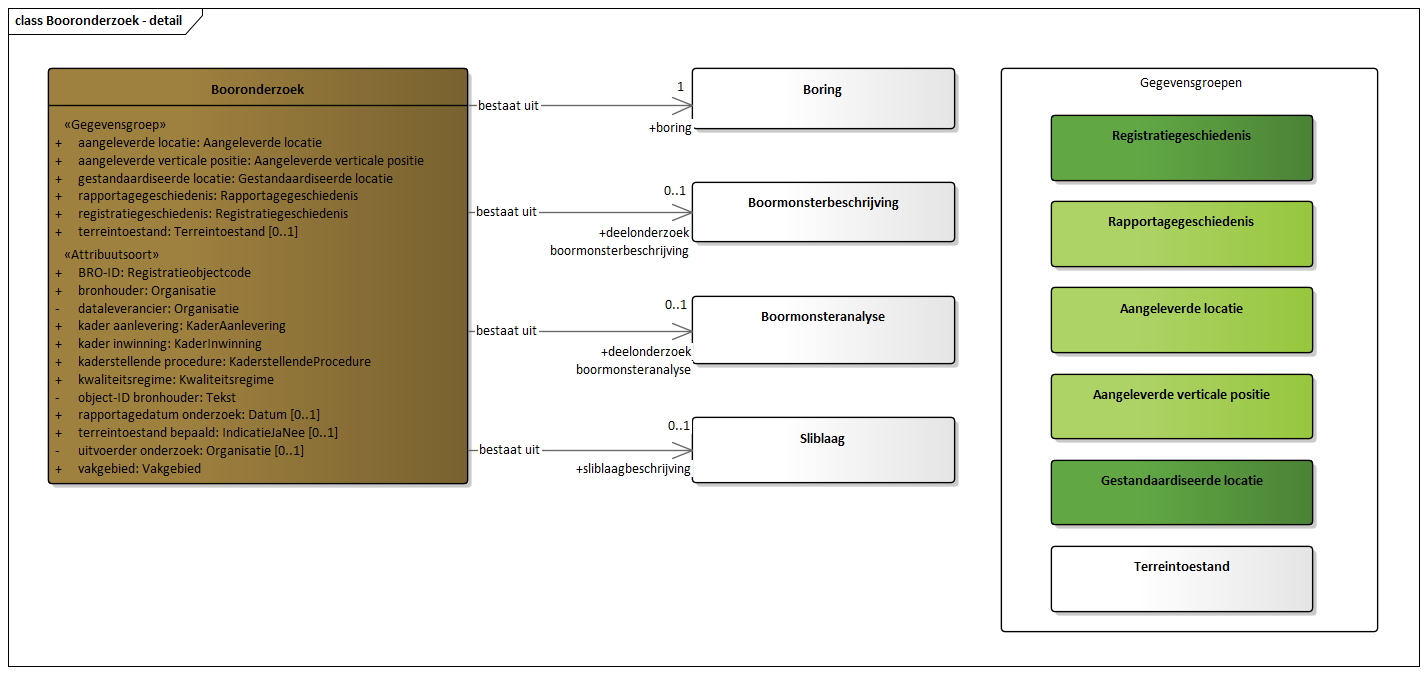 class Booronderzoek - detail
Booronderzoek
«Gegevensgroep»
+ aangeleverde locatie: Aangeleverde locatie
+ aangeleverde verticale positie: Aangeleverde verticale positie
+ gestandaardiseerde locatie: Gestandaardiseerde locatie
+ rapportagegeschiedenis: Rapportagegeschiedenis
+ registratiegeschiedenis: Registratiegeschiedenis
+ terreintoestand: Terreintoestand [0..1]
«Attribuutsoort»
+ BRO-ID: Registratieobjectcode
+ bronhouder: Organisatie
- dataleverancier: Organisatie
+ kader aanlevering: KaderAanlevering
+ kader inwinning: KaderInwinning
+ kaderstellende procedure: KaderstellendeProcedure
+ kwaliteitsregime: Kwaliteitsregime
- object-ID bronhouder: Tekst
+ rapportagedatum onderzoek: Datum [0..1]
+ terreintoestand bepaald: IndicatieJaNee [0..1]
- uitvoerder onderzoek: Organisatie [0..1]
+ vakgebied: Vakgebied
bestaat uit
1
+boring
Boring
bestaat uit
0..1
+deelonderzoek
boormonsterbeschrijving
Boormonsterbeschrijving
bestaat uit
0..1
+deelonderzoek
boormonsteranalyse
Boormonsteranalyse
bestaat uit
0..1
+sliblaagbeschrijving
Sliblaag
Gegevensgroepen
Registratiegeschiedenis
Rapportagegeschiedenis
Aangeleverde locatie
Aangeleverde verticale positie
Gestandaardiseerde locatie
Terreintoestand